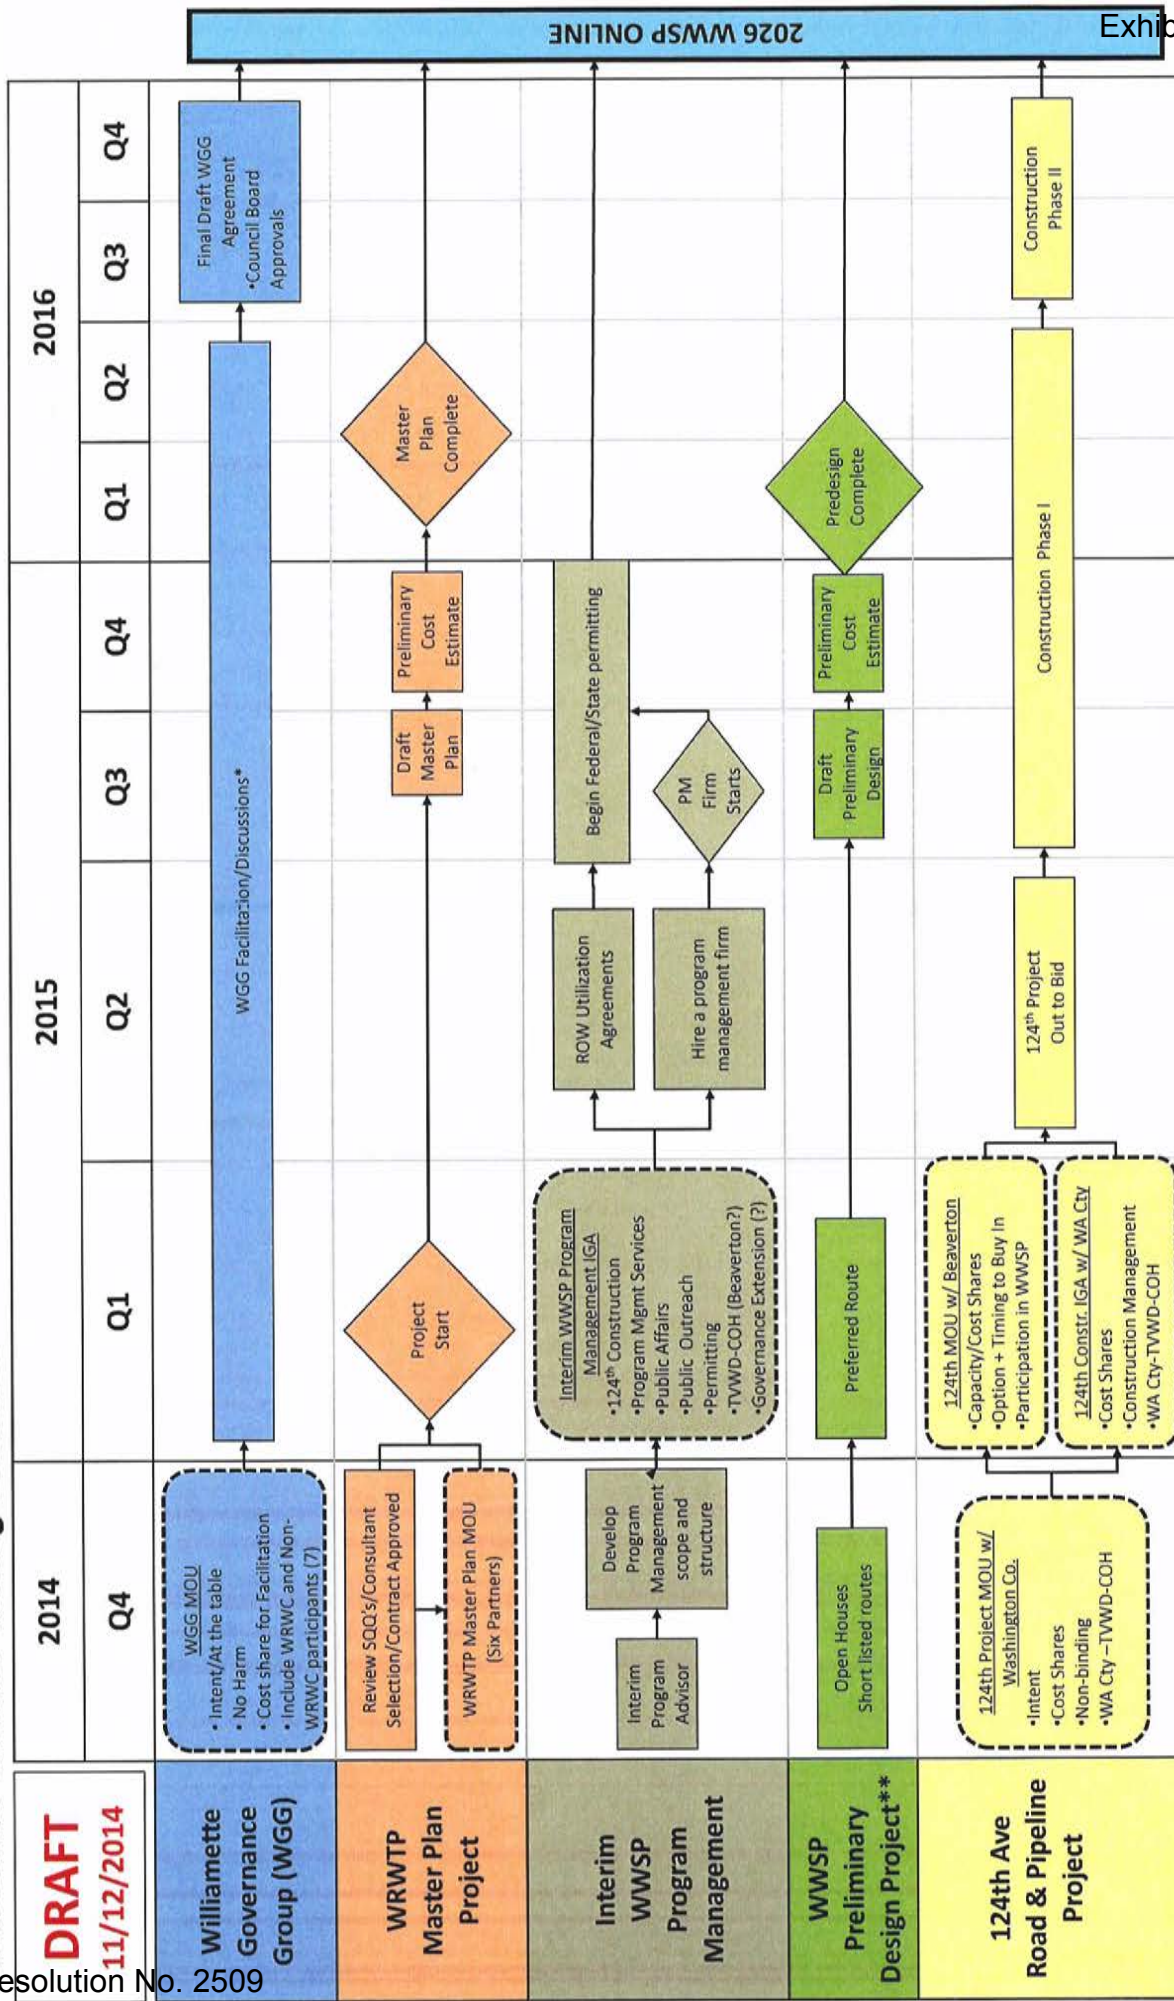 Exhib
esolution No. 2509
DRAFT
11/12/2014
2014
2015
2016
Q4
Q1
Q2
Q3
Q4
Q1
Q2
Q3
Q4
Williamette
Governance
Group (WGG)
WGG MOU
• Intent/At the table
• No Harm
• Cost share for Facilitation
• Include WRWC and Non-
WRWC participants (7)
WGG Facilitation/Discussions*
Final Draft WGG
Agreement
•Council Board
Approvals
WRWTP
Master Plan
Project
Review SOQ's/Consultant
Selection/Contract Approved
WRWTP Master Plan MOU
(Six Partners)
Project
Start
Draft
Master
Plan
Preliminary
Cost
Estimate
Master
Plan
Complete
Interim
WWSP
Program
Management
Interim
Program
Advisor
Develop
Program
Management
scope and
structure
Interim WWSP Program
Management IGA
•124th Construction
•Program Mgmt Services
•Public Affairs
•Public Outreach
•Permitting
•TVWD-COH (Beaverton?)
•Governance Extension (?)
ROW Utilization
Agreements
Hire a program
management firm
PM
Firm
Starts
Begin Federal/State permitting
WWSP
Preliminary
Design Project**
Open Houses
Short listed routes
Preferred Route
Draft
Preliminary
Design
Preliminary
Cost
Estimate
Predesign
Complete
124th Ave
Road & Pipeline
Project
124th Project MOU w/
Washington Co.
•Intent
•Cost Shares
•Non-binding
•WA Cty –TVWD-COH
124th MOU w/ Beaverton
•Capacity/Cost Shares
•Option + Timing to Buy In
•Participation in WWSP
124th Constr. IGA w/ WA Cty
•Cost Shares
•Construction Management
•WA Cty-TVWD-COH
124th Project
Out to Bid
Construction Phase I
Construction
Phase II
2026 WWSP ONLINE